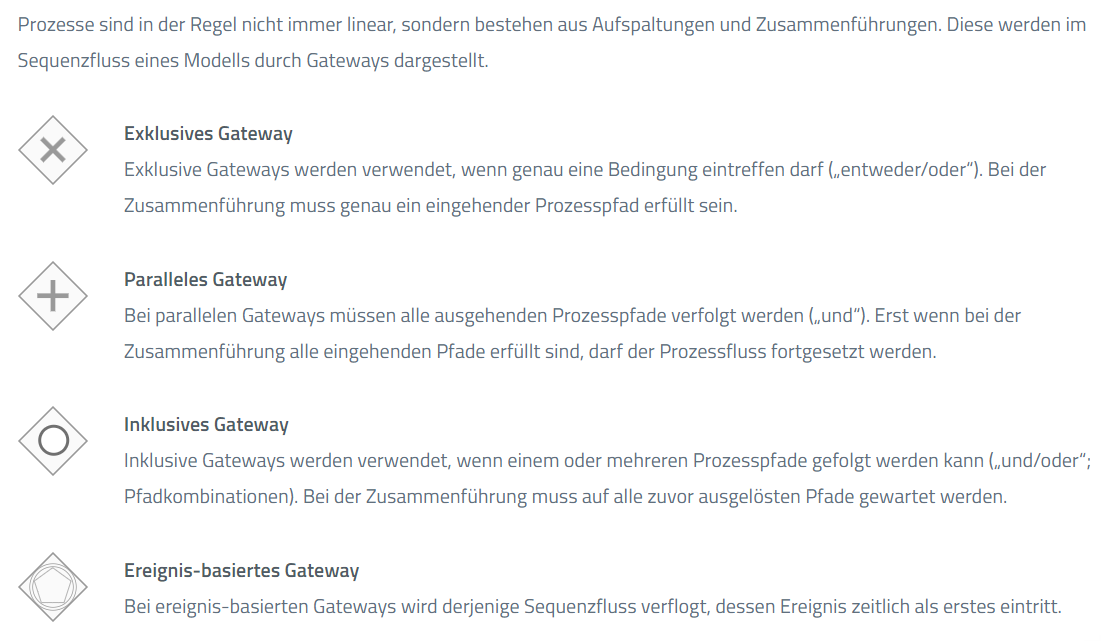 Prozesse sind in der Regel nicht immer linear, sondern bestehen aus Aufspaltungen und Zusammenführungen. Diese werden im
Sequenzfluss eines Modells durch Gateways dargestellt.
Exklusives Gateway
Exklusive Gateways werden verwendet, wenn genau eine Bedingung eintreffen darf („entweder/oder“). Bei der
Zusammenführung muss genau ein eingehender Prozesspfad erfüllt sein.
Paralleles Gateway
Bei parallelen Gateways müssen alle ausgehenden Prozesspfade verfolgt werden („und“). Erst wenn bei der
Zusammenführung alle eingehenden Pfade erfüllt sind, darf der Prozessfluss fortgesetzt werden.
Inklusives Gateway
Inklusive Gateways werden verwendet, wenn einem oder mehreren Prozesspfade gefolgt werden kann („und/oder“;
Pfadkombinationen). Bei der Zusammenführung muss auf alle zuvor ausgelösten Pfade gewartet werden.
Ereignis-basiertes Gateway
Bei ereignis-basierten Gateways wird derjenige Sequenzfluss verflogt, dessen Ereignis zeitlich als erstes eintritt.